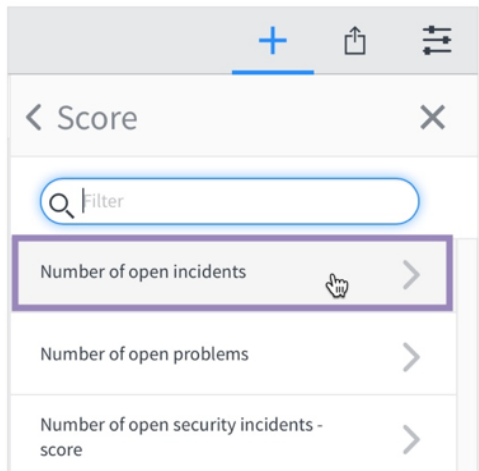 Score
Filter
Number of open incidents
Number of open problems
Number of open security incidents -
score